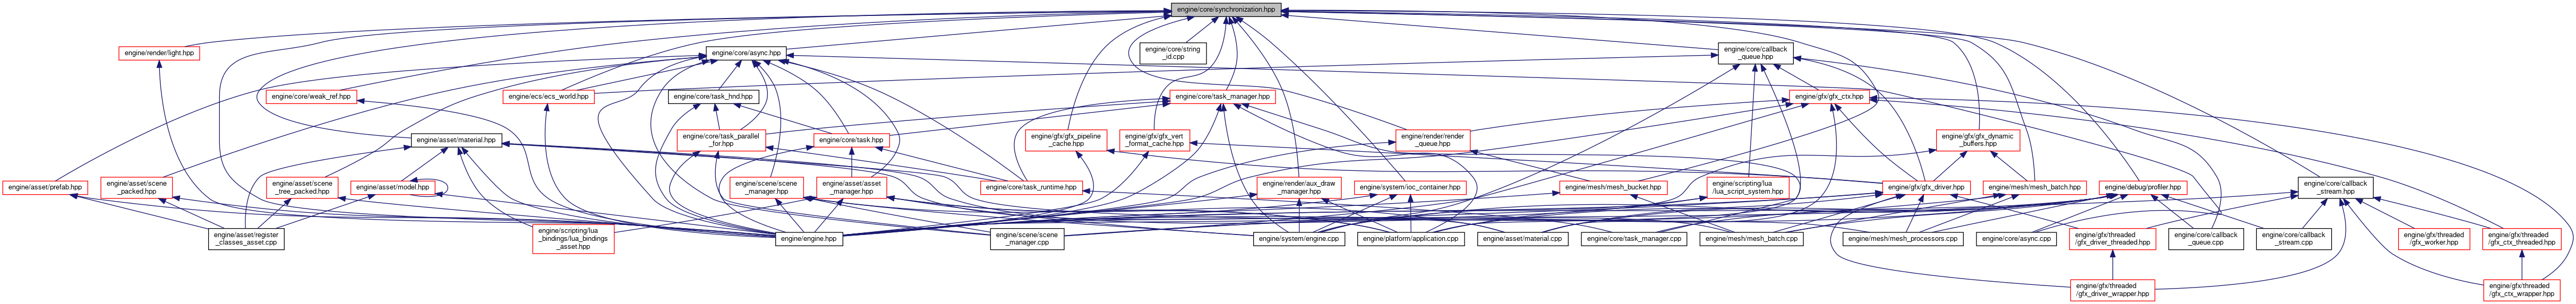 engine/core/synchronization.hpp
engine/render/light.hpp
engine/core/async.hpp
engine/core/string
_id.cpp
engine/core/callback
_queue.hpp
engine/core/weak_ref.hpp
engine/ecs/ecs_world.hpp
engine/core/task_hnd.hpp
engine/core/task_manager.hpp
engine/gfx/gfx_ctx.hpp
engine/asset/material.hpp
engine/core/task_parallel
_for.hpp
engine/core/task.hpp
engine/gfx/gfx_pipeline
_cache.hpp
engine/gfx/gfx_vert
_format_cache.hpp
engine/render/render
_queue.hpp
engine/gfx/gfx_dynamic
_buffers.hpp
engine/asset/prefab.hpp
engine/asset/scene
_packed.hpp
engine/asset/scene
_tree_packed.hpp
engine/asset/model.hpp
engine/scene/scene
_manager.hpp
engine/asset/asset
_manager.hpp
engine/core/task_runtime.hpp
engine/render/aux_draw
_manager.hpp
engine/system/ioc_container.hpp
engine/mesh/mesh_bucket.hpp
engine/scripting/lua
/lua_script_system.hpp
engine/gfx/gfx_driver.hpp
engine/mesh/mesh_batch.hpp
engine/debug/profiler.hpp
engine/core/callback
_stream.hpp
engine/asset/register
_classes_asset.cpp
engine/scripting/lua
_bindings/lua_bindings
_asset.hpp
engine/engine.hpp
engine/scene/scene
_manager.cpp
engine/system/engine.cpp
engine/platform/application.cpp
engine/asset/material.cpp
engine/core/task_manager.cpp
engine/mesh/mesh_batch.cpp
engine/mesh/mesh_processors.cpp
engine/core/async.cpp
engine/gfx/threaded
/gfx_driver_threaded.hpp
engine/core/callback
_queue.cpp
engine/core/callback
_stream.cpp
engine/gfx/threaded
/gfx_worker.hpp
engine/gfx/threaded
/gfx_ctx_threaded.hpp
engine/gfx/threaded
/gfx_driver_wrapper.hpp
engine/gfx/threaded
/gfx_ctx_wrapper.hpp